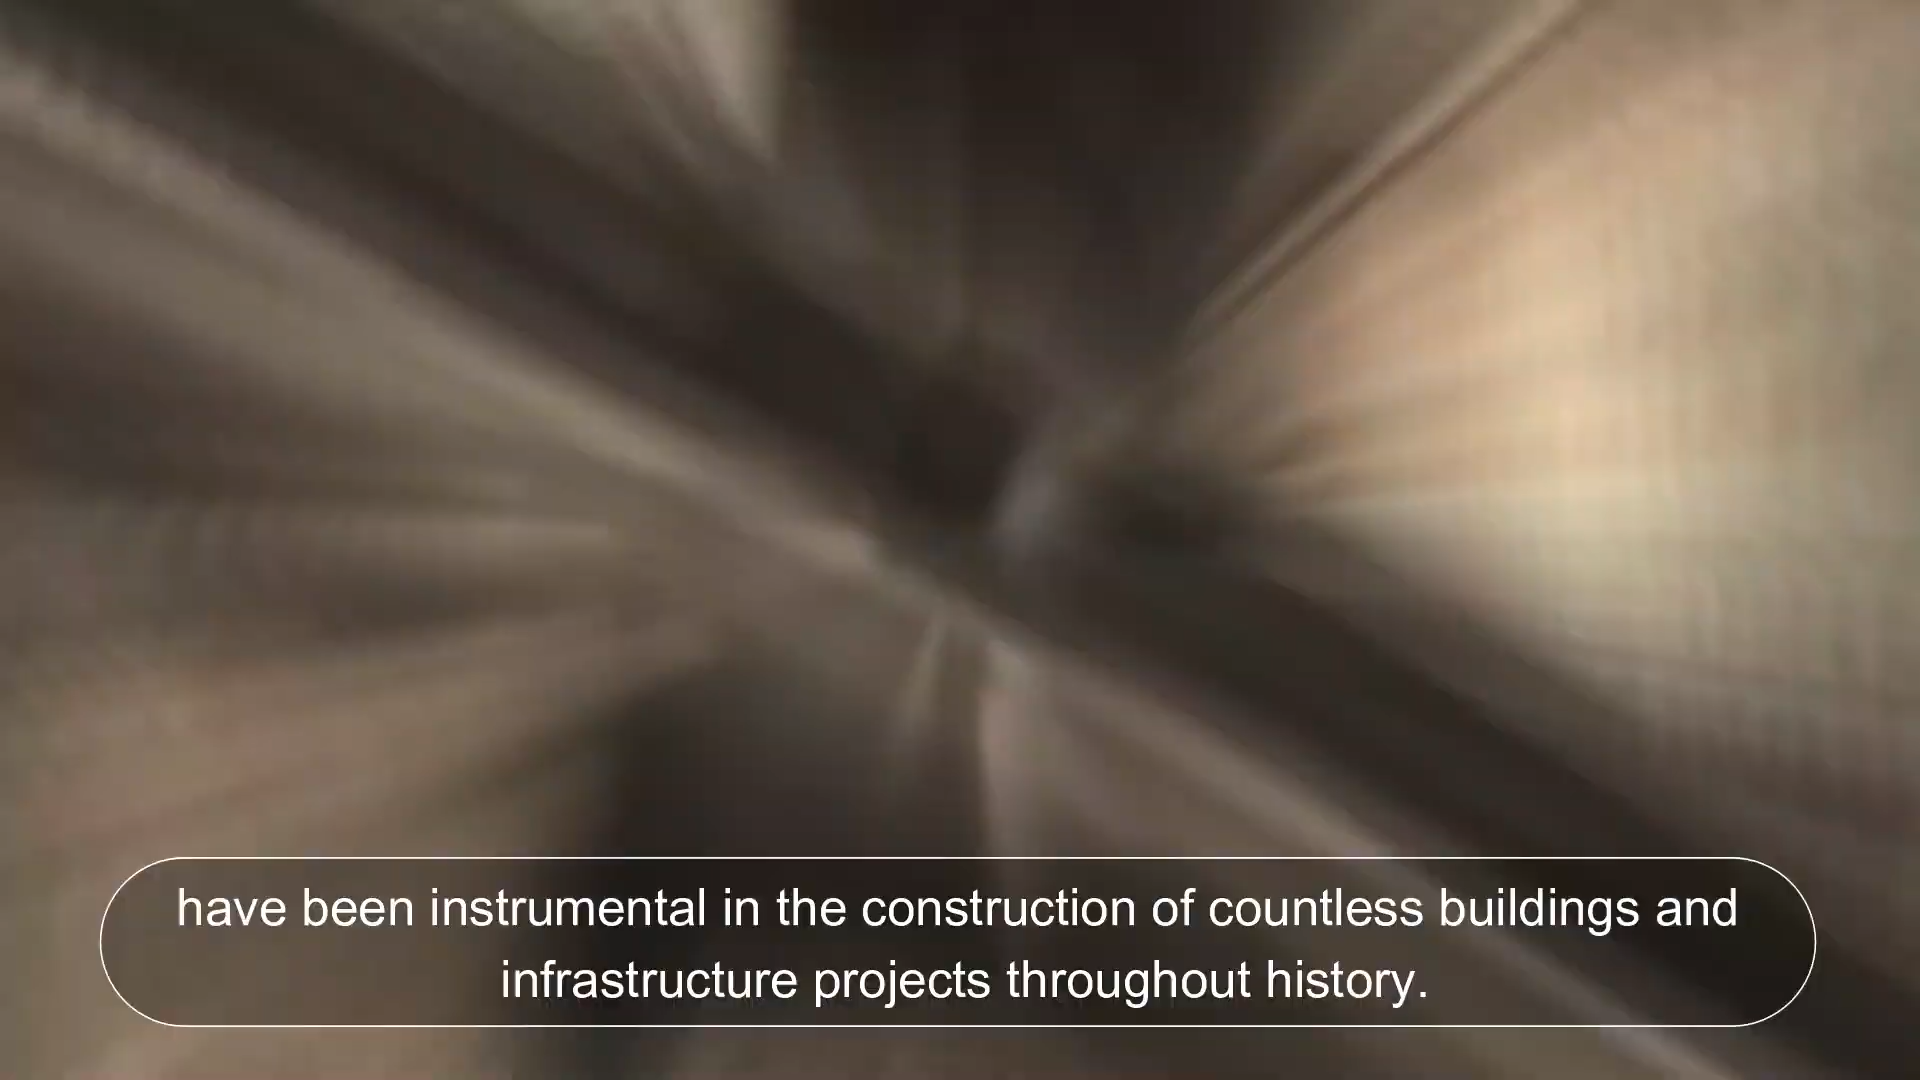 have been instrumental in the construction of countless buildings and
infrastructure projects throughout history.